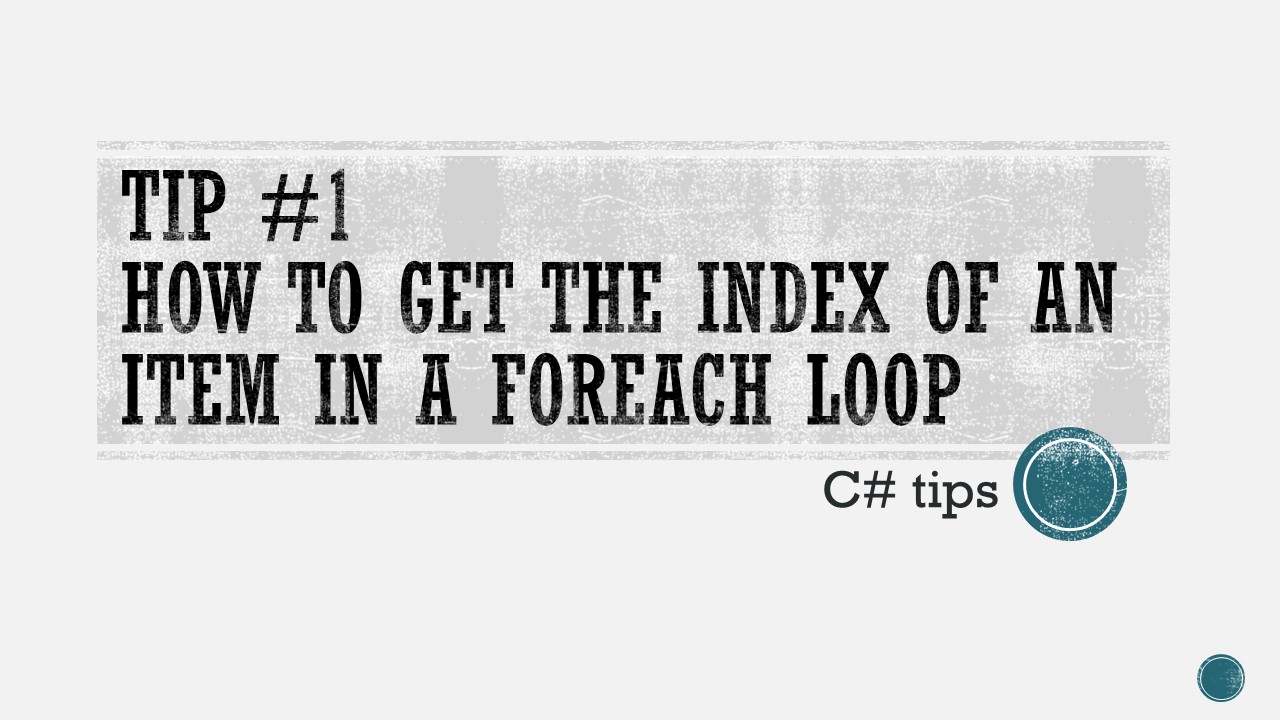 TIP #1
HOW TO GET THE INDEX OF AN
ITEM IN A FOREACH LOOP
C# tips